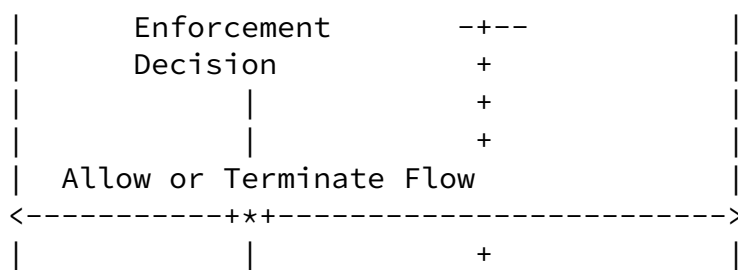 |      Enforcement       -+--           |
|      Decision           +             |
|            |            +             |
|            |            +             |
|  Allow or Terminate Flow              |
<-----------+*+------------------------->
|            |            +             |